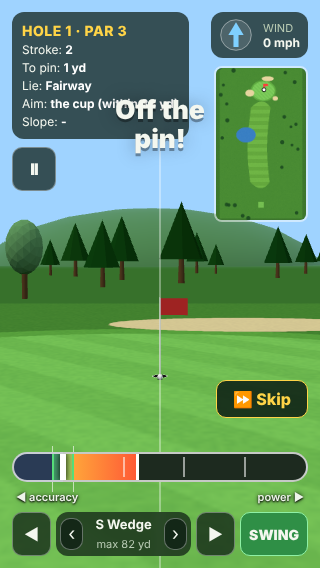 HOLE 1 · PAR 3
Stroke: 2
To pin: 1 yd
Lie: Fairway
Aim: the cup (within
Slope: -
WIND
0 mph
Off the
pin!
⏩ Skip
◀ accuracy
power ▶
S Wedge
max 82 yd
SWING